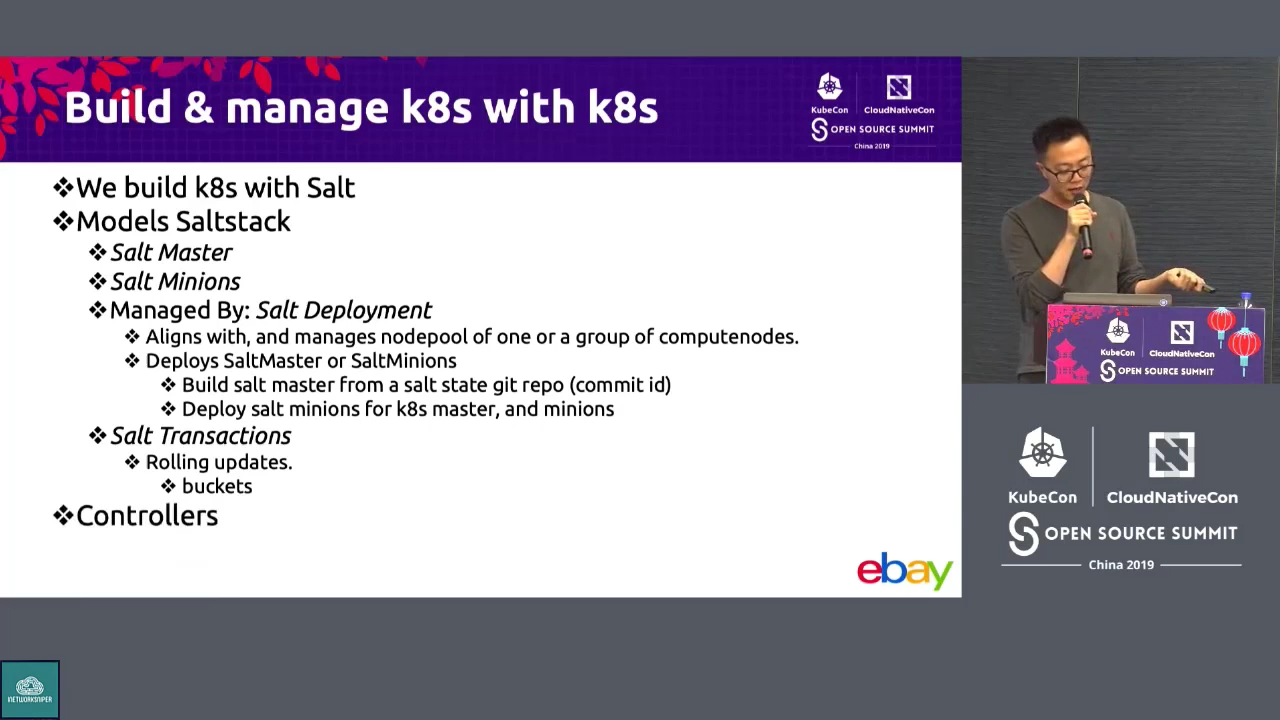 Build & manage k8s with k8s
KubeCon
CloudNativeCon
OPEN SOURCE SUMMIT
China 2019
❖We build k8s with Salt
❖Models Saltstack
❖Salt Master
❖Salt Minions
❖Managed By: Salt Deployment
❖Aligns with, and manages nodepool of one or a group of computenodes.
❖Deploys SaltMaster or SaltMinions
❖Build salt master from a salt state git repo (commit id)
❖Deploy salt minions for k8s master, and minions
❖Salt Transactions
❖Rolling updates.
❖buckets
❖Controllers
ebay
KubeCon
CloudNativeCon
OPEN SOURCE SUMMIT
KubeCon
CloudNativeCon
OPEN SOURCE SUMMIT
China 2019
INETWORKSNIPER